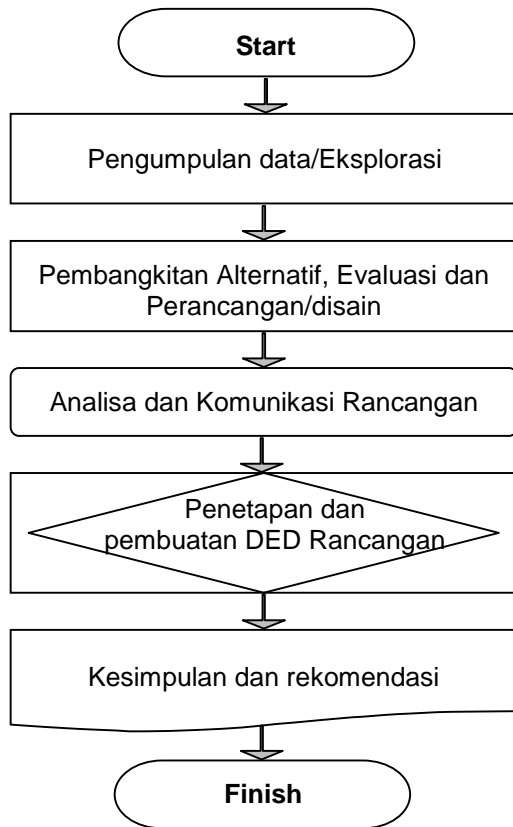 Start
Pengumpulan data/Eksplorasi
Pembangkitan Alternatif, Evaluasi dan
Perancangan/disain
Analisa dan Komunikasi Rancangan
Penetapan dan
pembuatan DED Rancangan
Kesimpulan dan rekomendasi
Finish